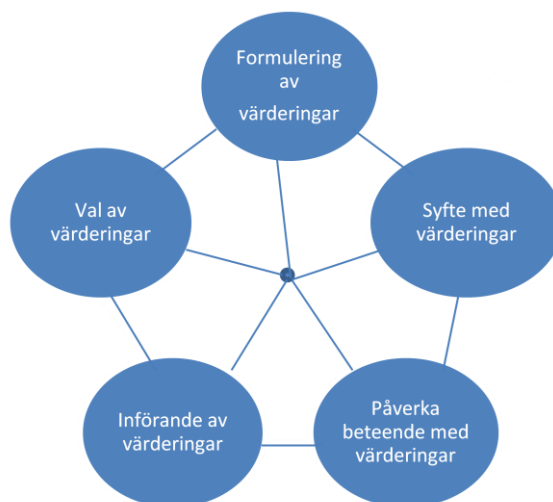 Formulering
av
värderingar
Val av
värderingar
Syfte med
värderingar
Införande av
värderingar
Påverka
beteende med
värderingar